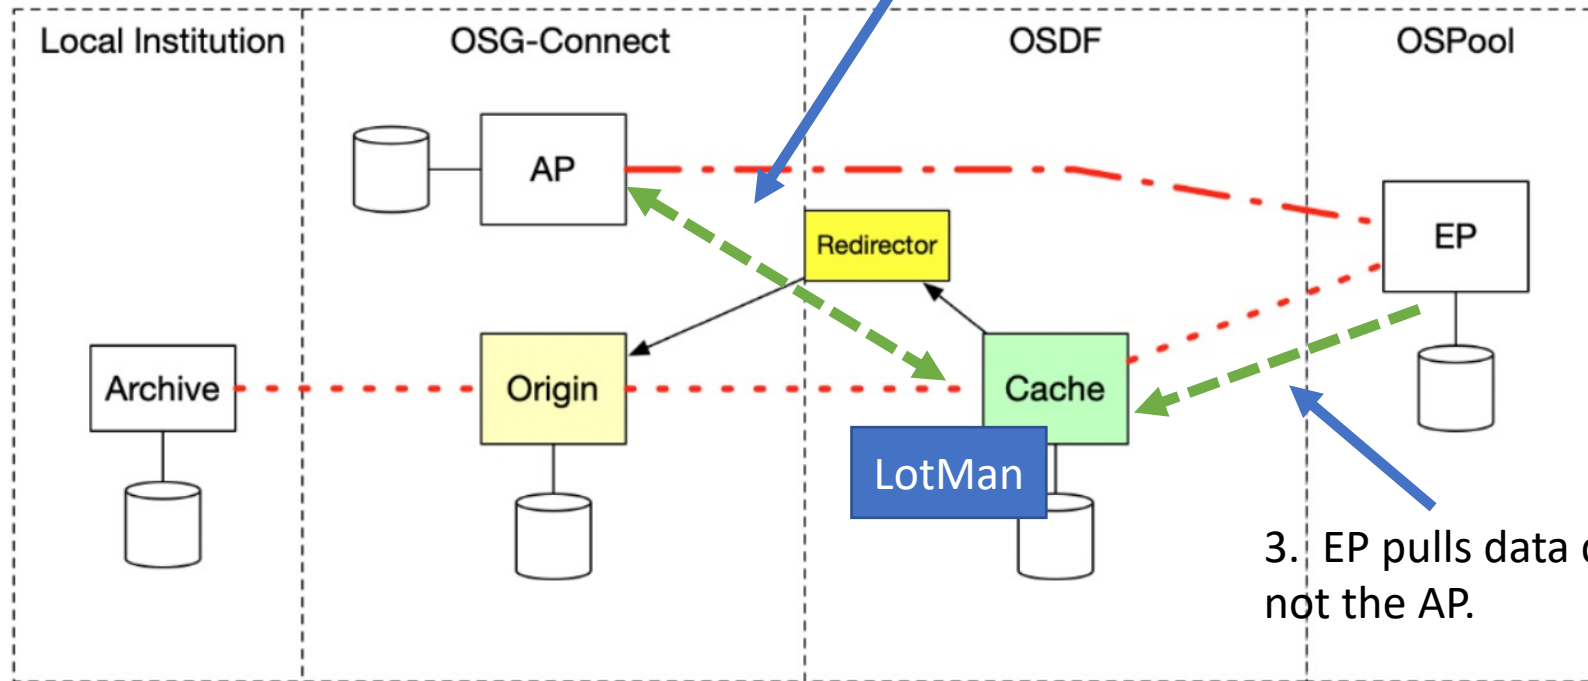 Local Institution
OSG-Connect
OSDF
OSPool
AP
Redirector
EP
Archive
Origin
Cache
LotMan
3. EP pulls data
not the AP.